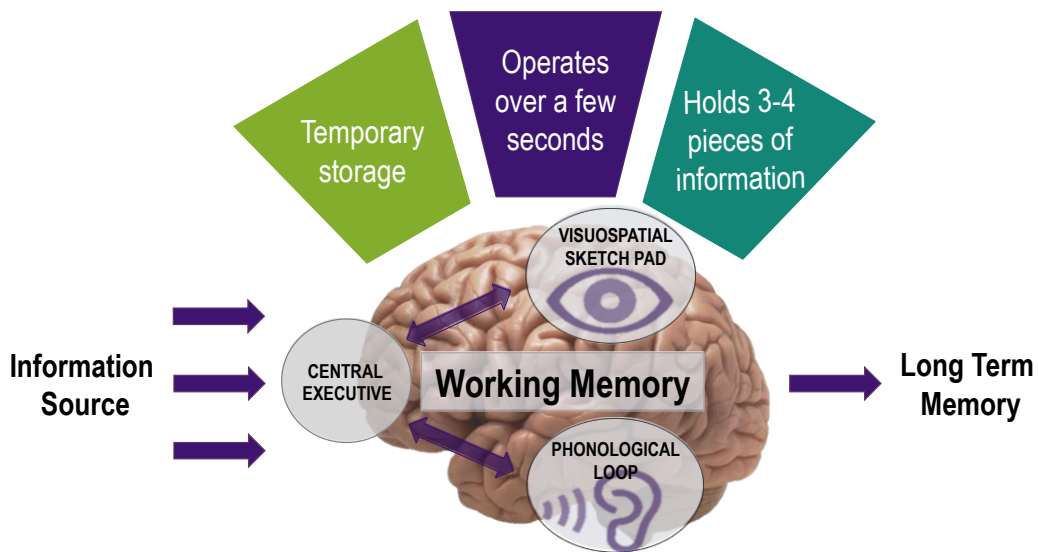 Temporary
storage
Operates
over a few
seconds
Holds 3-4
pieces of
information
VISUOSPATIAL
SKETCH PAD
Information
Source
CENTRAL
EXECUTIVE
Working Memory
Long Term
Memory
PHONOLOGICAL
LOOP